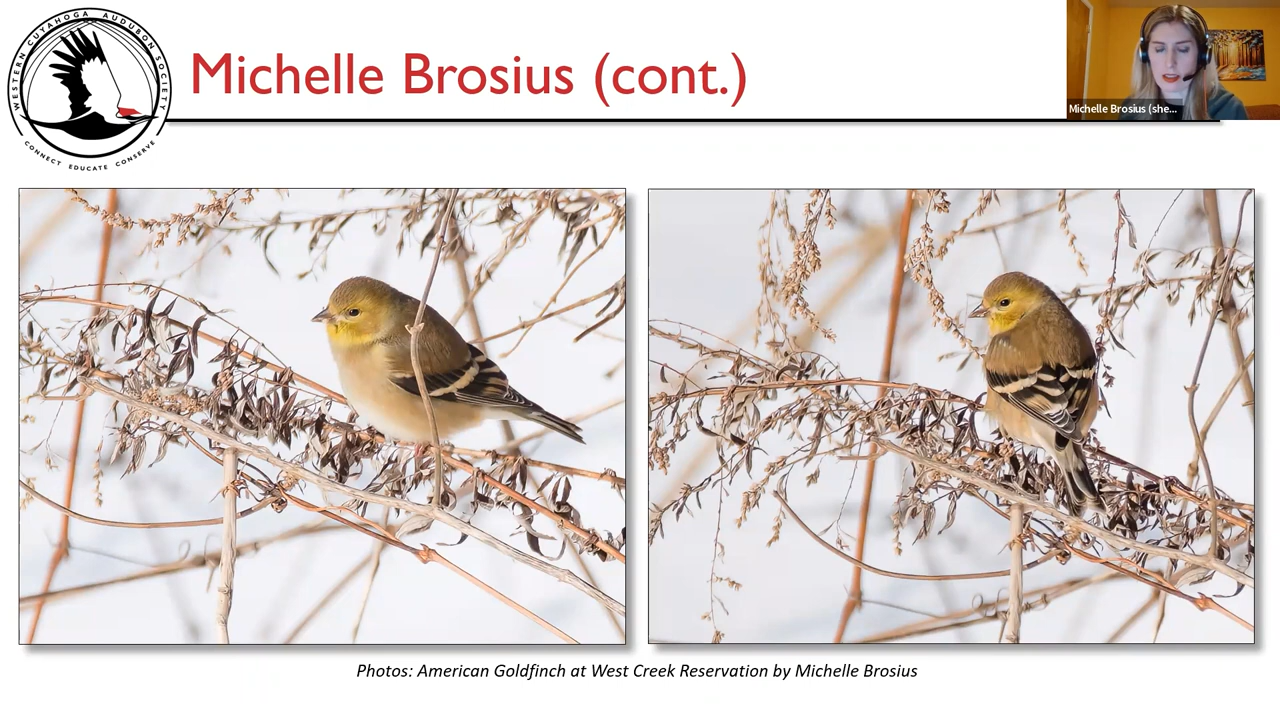 WESTERN CUYAHOGA AUDUBON SOCIETY
CONNECT EDUCATE CONSERVE
Michelle Brosius (cont.)
Michelle Brosius (she...
Photos: American Goldfinch at West Creek Reservation by Michelle Brosius